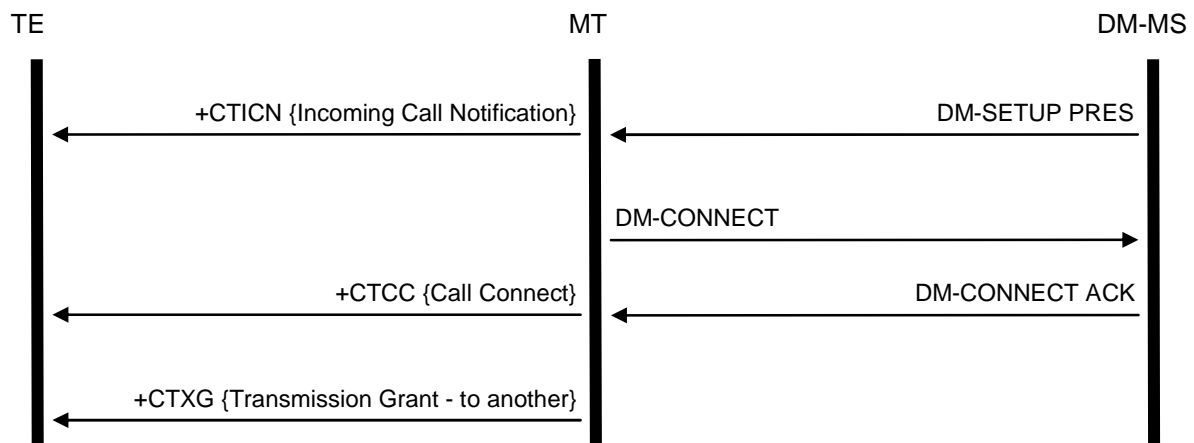 TE MT DM-MS
+CTICN {Incoming Call Notification} DM-SETUP PRES
DM-CONNECT
+CTCC {Call Connect} DM-CONNECT ACK
+CTXG {Transmission Grant - to another}